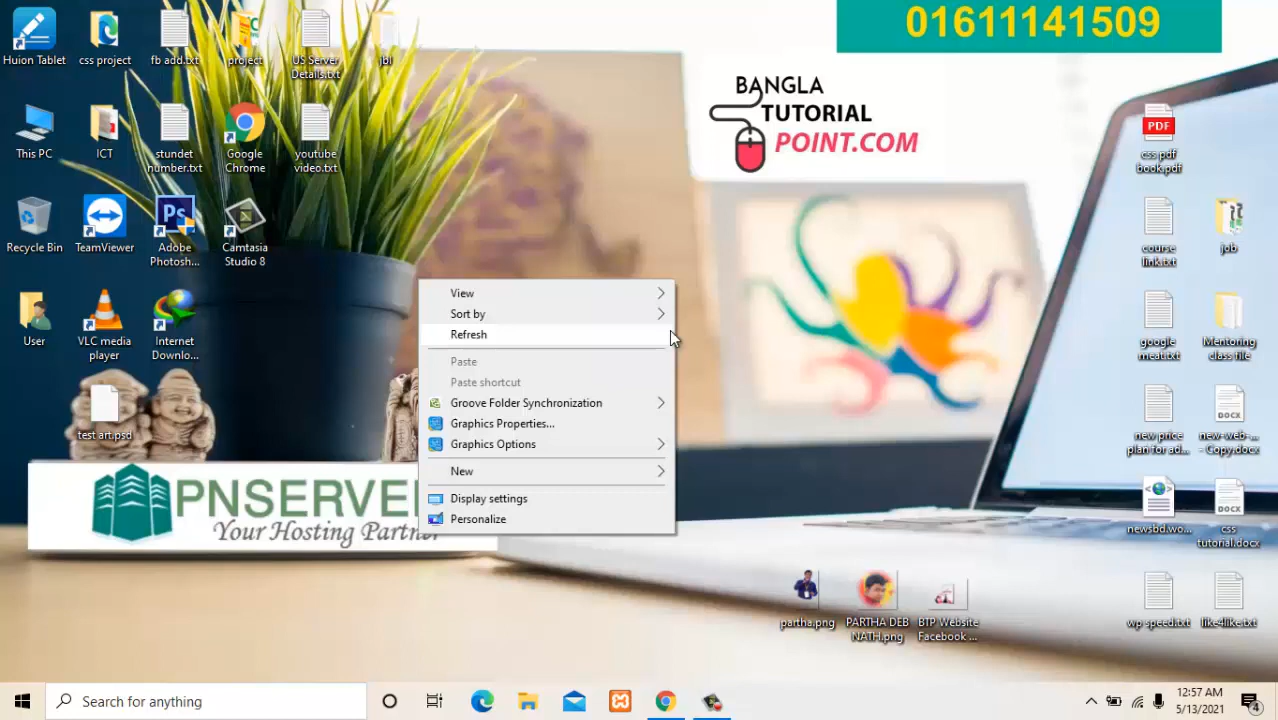 01611141509
BANGLA
TUTORIAL
POINT.COM
Huion Tablet
css project
fb add.txt
project
US Server
Details.txt
jbl
This PC
ICT
stundet
number.txt
Google
Chrome
youtube
video.txt
Recycle Bin
TeamViewer
Adobe
Photosh...
Camtasia
Studio 8
User
VLC media
player
Internet
Downlo...
test art.psd
PNSERVE
Your Hosting Partner
View
Sort by
Refresh
Paste
Paste shortcut
Groove Folder Synchronization
Graphics Properties...
Graphics Options
New
Display settings
Personalize
PDF
css pdf
book.pdf
course
link.txt
job
google
meat.txt
Mentoring
class file
new price
plan for ad...
DOCX
new-web-...
- Copy.docx
newsbd.wo...
DOCX
css
tutorial.docx
partha.png
PARTHA DEB
NATH.png
BTP Website
Facebook ...
wp speed.txt
like4like.txt
Search for anything
12:57 AM
5/13/2021
4